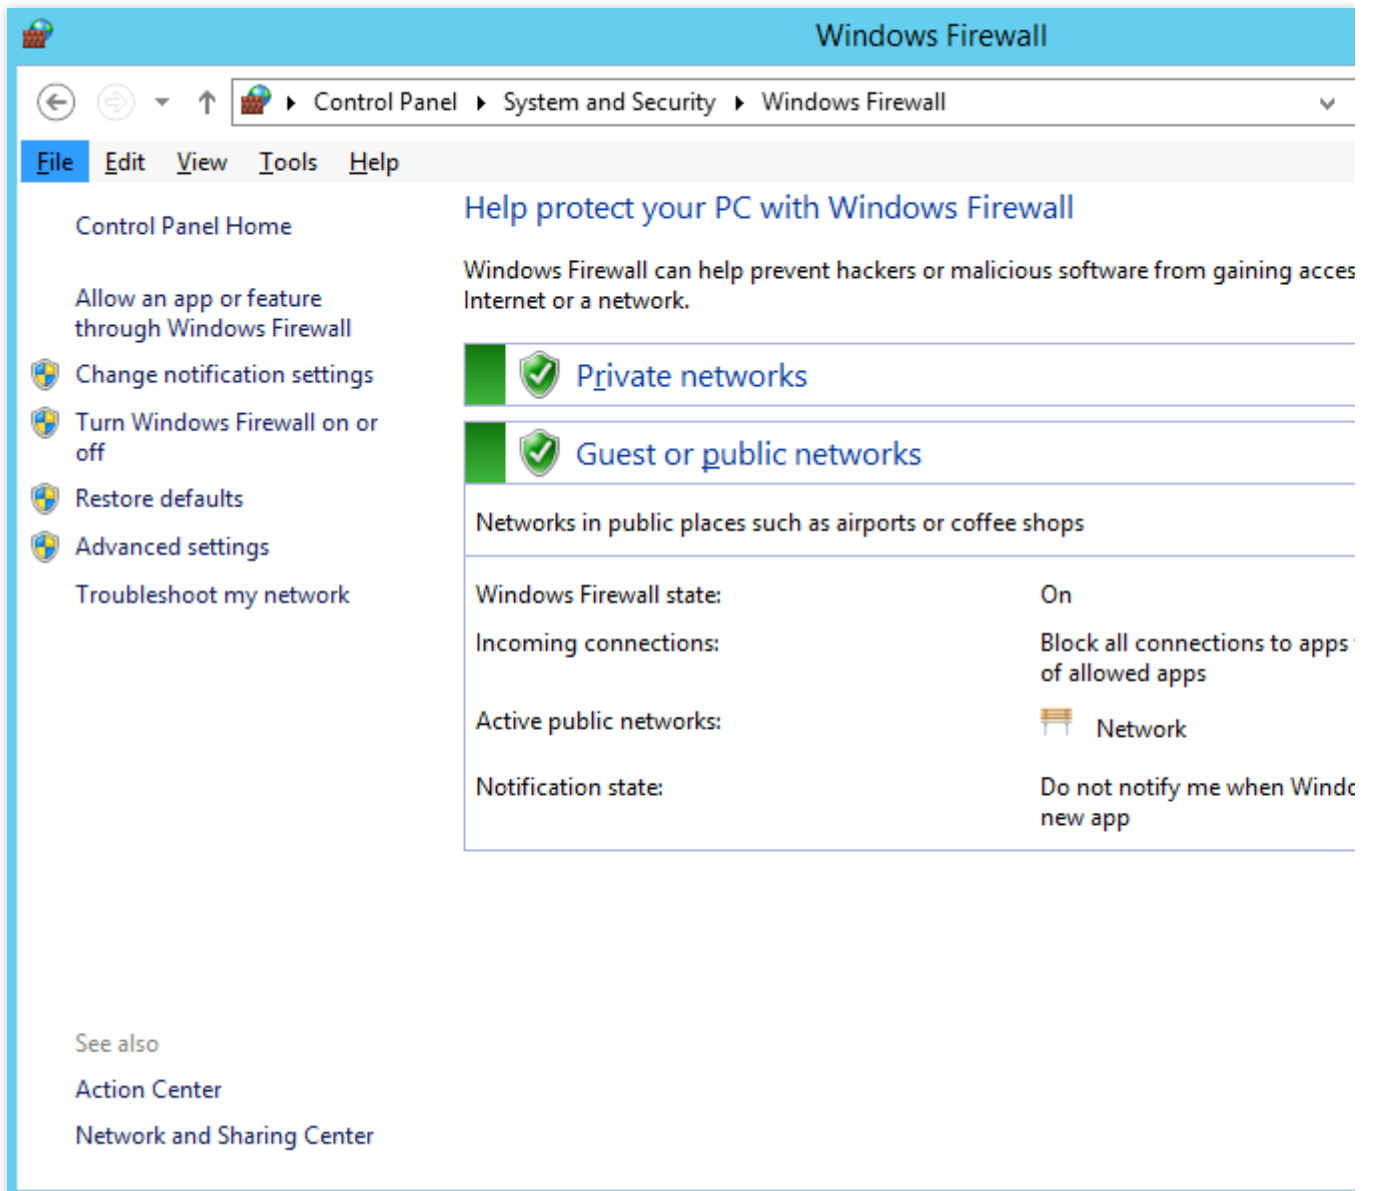 Windows Firewall
Control Panel ▸ System and Security ▸ Windows Firewall
File Edit View Tools Help
Control Panel Home
Allow an app or feature
through Windows Firewall
Change notification settings
Turn Windows Firewall on or
off
Restore defaults
Advanced settings
Troubleshoot my network
See also
Action Center
Network and Sharing Center
Help protect your PC with Windows Firewall
Windows Firewall can help prevent hackers or malicious software from gaining
Internet or a network.
Private networks
Guest or public networks
Networks in public places such as airports or coffee shops
Windows Firewall state: On
Incoming connections: Block all connections to apps
of allowed apps
Active public networks: Network
Notification state: Do not notify me when
new app